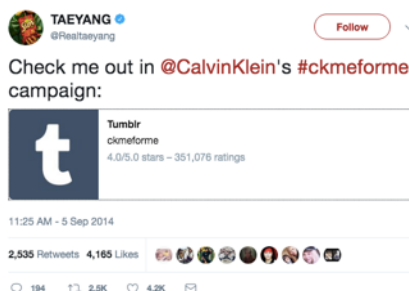 TAEYANG
@Realtaeyang
Follow
Check me out in @CalvinKlein's #ckmeforme
campaign:
t
Tumblr
ckmeforme
4.0/5.0 stars – 351,076 ratings
11:25 AM - 5 Sep 2014
2,535 Retweets 4,165 Likes
194 2.5K 4.2K